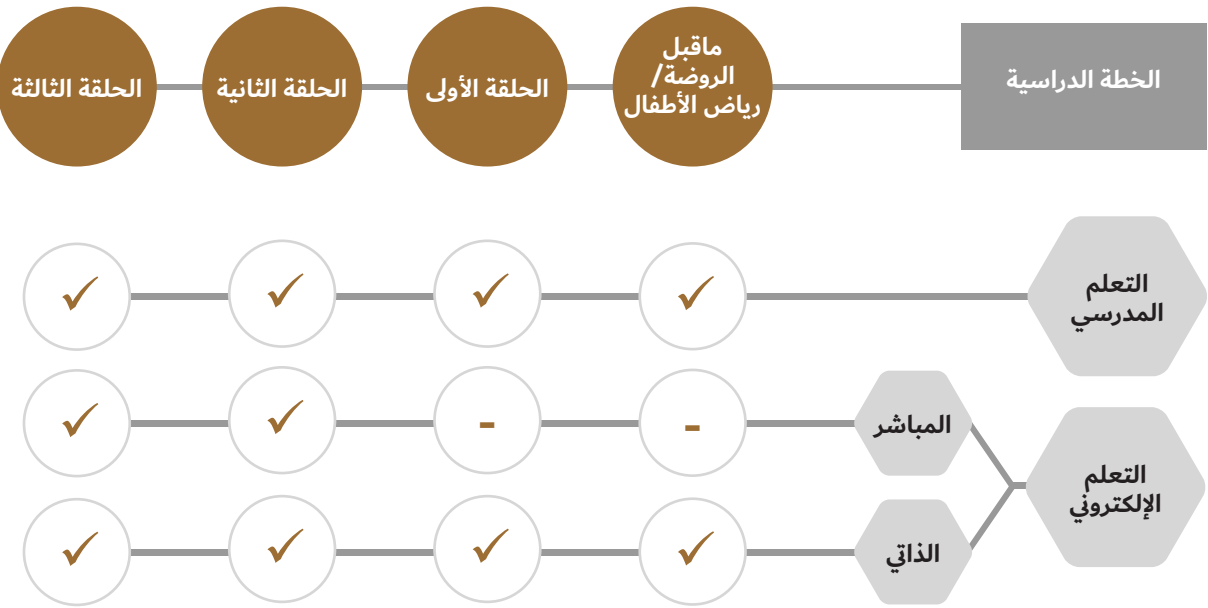 الخطة الدراسية
ماقبل
الروضة/
رياض الأطفال
الحلقة الأولى
الحلقة الثانية
الحلقة الثالثة
التعلم
المدرسي
✓
✓
✓
✓
التعلم
الإلكتروني
المباشر
-
-
✓
✓
الذاتي
✓
✓
✓
✓